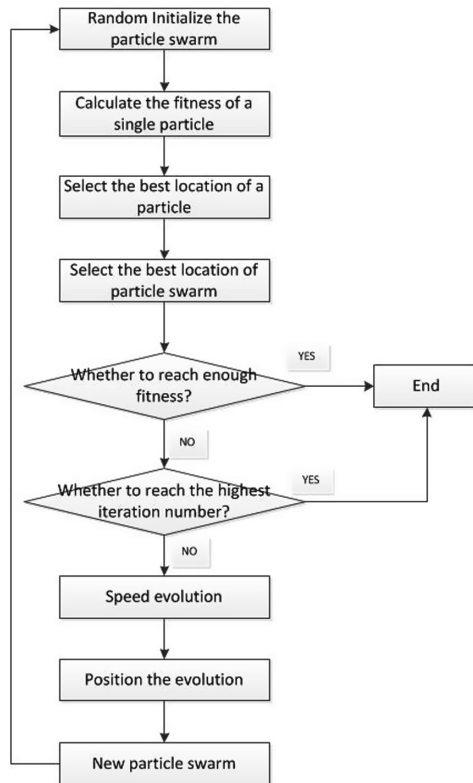 Random Initialize the
particle swarm
Calculate the fitness of a
single particle
Select the best location of a
particle
Select the best location of
particle swarm
Whether to reach enough
fitness?
YES
End
NO
Whether to reach the highest
iteration number?
YES
NO
Speed evolution
Position the evolution
New particle swarm